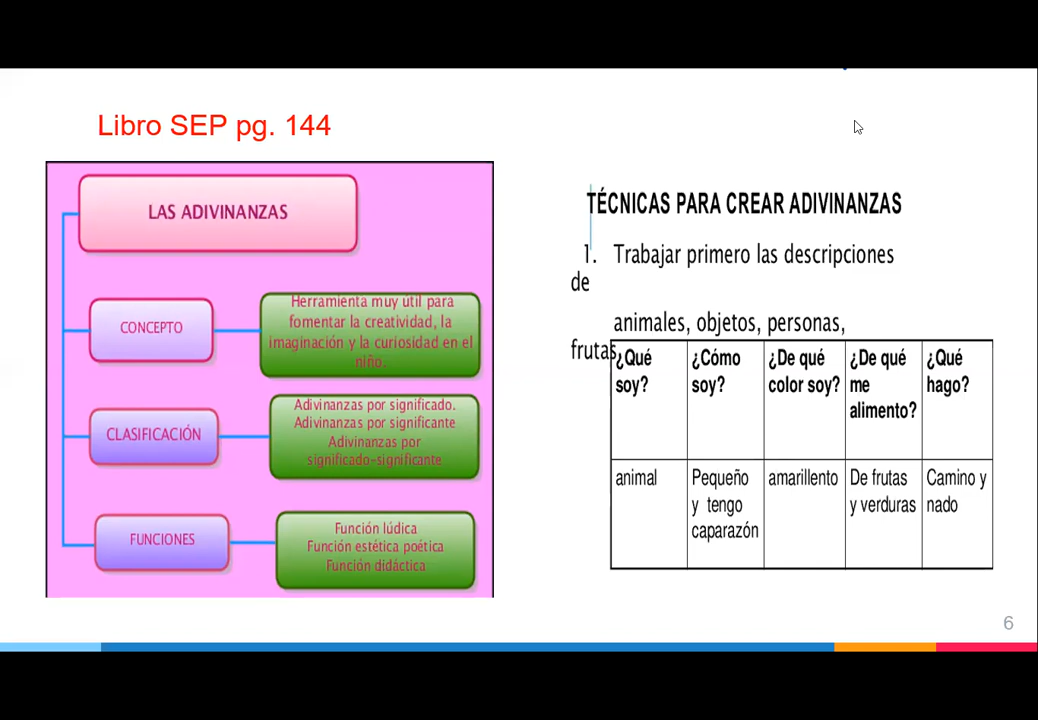 Libro SEP pg. 144
LAS ADIVINANZAS
CONCEPTO
Herramienta muy útil para
fomentar la creatividad, la
imaginación y la curiosidad en el
niño.
CLASIFICACIÓN
Adivinanzas por significado.
Adivinanzas por significante
Adivinanzas por
significado-significante
FUNCIONES
Función lúdica
Función estética poética
Función didáctica
TÉCNICAS PARA CREAR ADIVINANZAS
1. Trabajar primero las descripciones
de
animales, objetos, personas,
frutas
¿Qué
soy?
¿Cómo
soy?
¿De qué
color soy?
¿De qué
me
alimento?
¿Qué
hago?
animal
Pequeño
y tengo
caparazón
amarillento
De frutas
y verduras
Camino y
nado
6